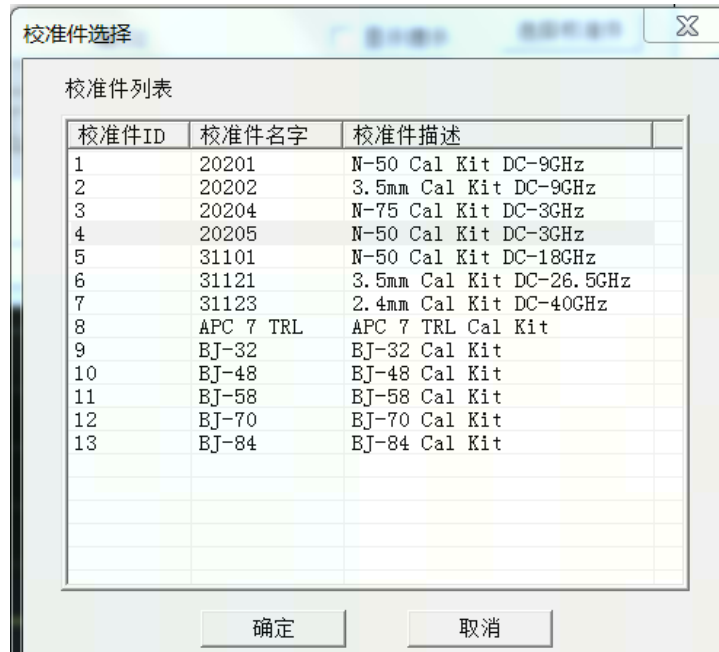 校准件选择
校准件列表
校准件ID 校准件名字 校准件描述
1 20201 N-50 Cal Kit DC-9GHz
2 20202 3.5mm Cal Kit DC-9GHz
3 20204 N-75 Cal Kit DC-3GHz
4 20205 N-50 Cal Kit DC-3GHz
5 31101 N-50 Cal Kit DC-18GHz
6 31121 3.5mm Cal Kit DC-26.5GHz
7 31123 2.4mm Cal Kit DC-40GHz
8 APC 7 TRL APC 7 TRL Cal Kit
9 BJ-32 BJ-32 Cal Kit
10 BJ-48 BJ-48 Cal Kit
11 BJ-58 BJ-58 Cal Kit
12 BJ-70 BJ-70 Cal Kit
13 BJ-84 BJ-84 Cal Kit
确定 取消